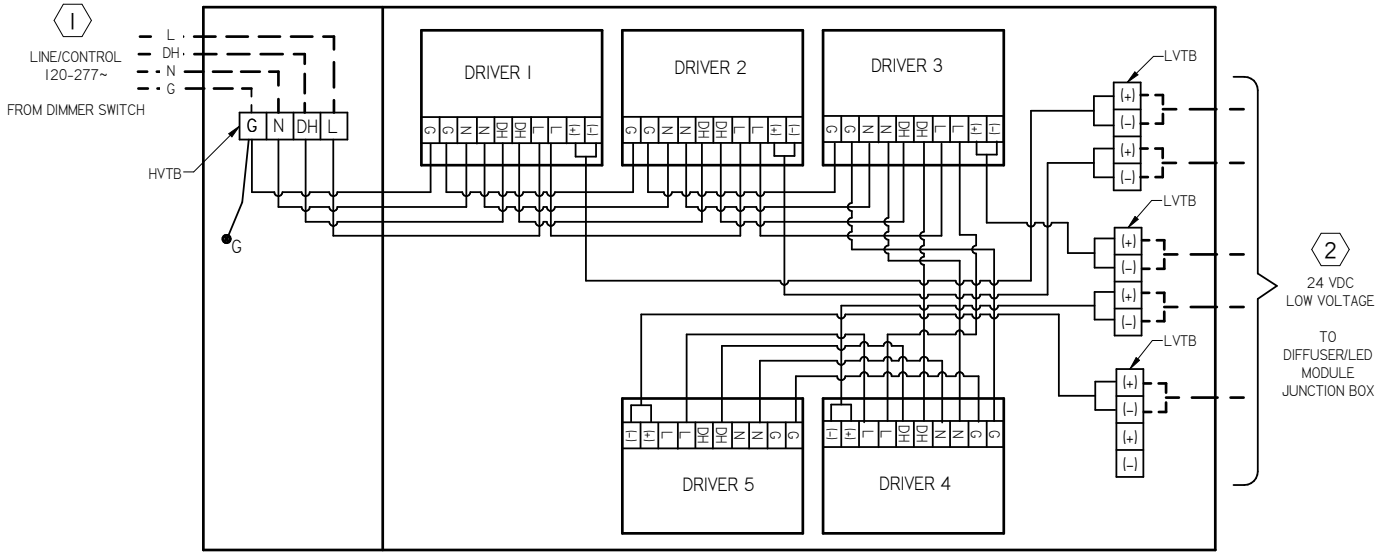 1
LINE/CONTROL
120-277~
FROM DIMMER SWITCH
L
DH
N
G
G N DH L
HVTB
G
DRIVER 1
G G N N DH DH L L (+) (-)
DRIVER 2
G G N N DH DH L L (+) (-)
DRIVER 3
G G N N DH DH L L (+) (-)
LVTB
(+)
(-)
(+)
(-)
LVTB
(+)
(-)
(+)
(-)
LVTB
(+)
(-)
(+)
(-)
2
24 VDC
LOW VOLTAGE
TO
DIFFUSER/LED
MODULE
JUNCTION BOX
(-) (+) L L DH DH N N G G
DRIVER 5
(-) (+) L L DH DH N N G G
DRIVER 4